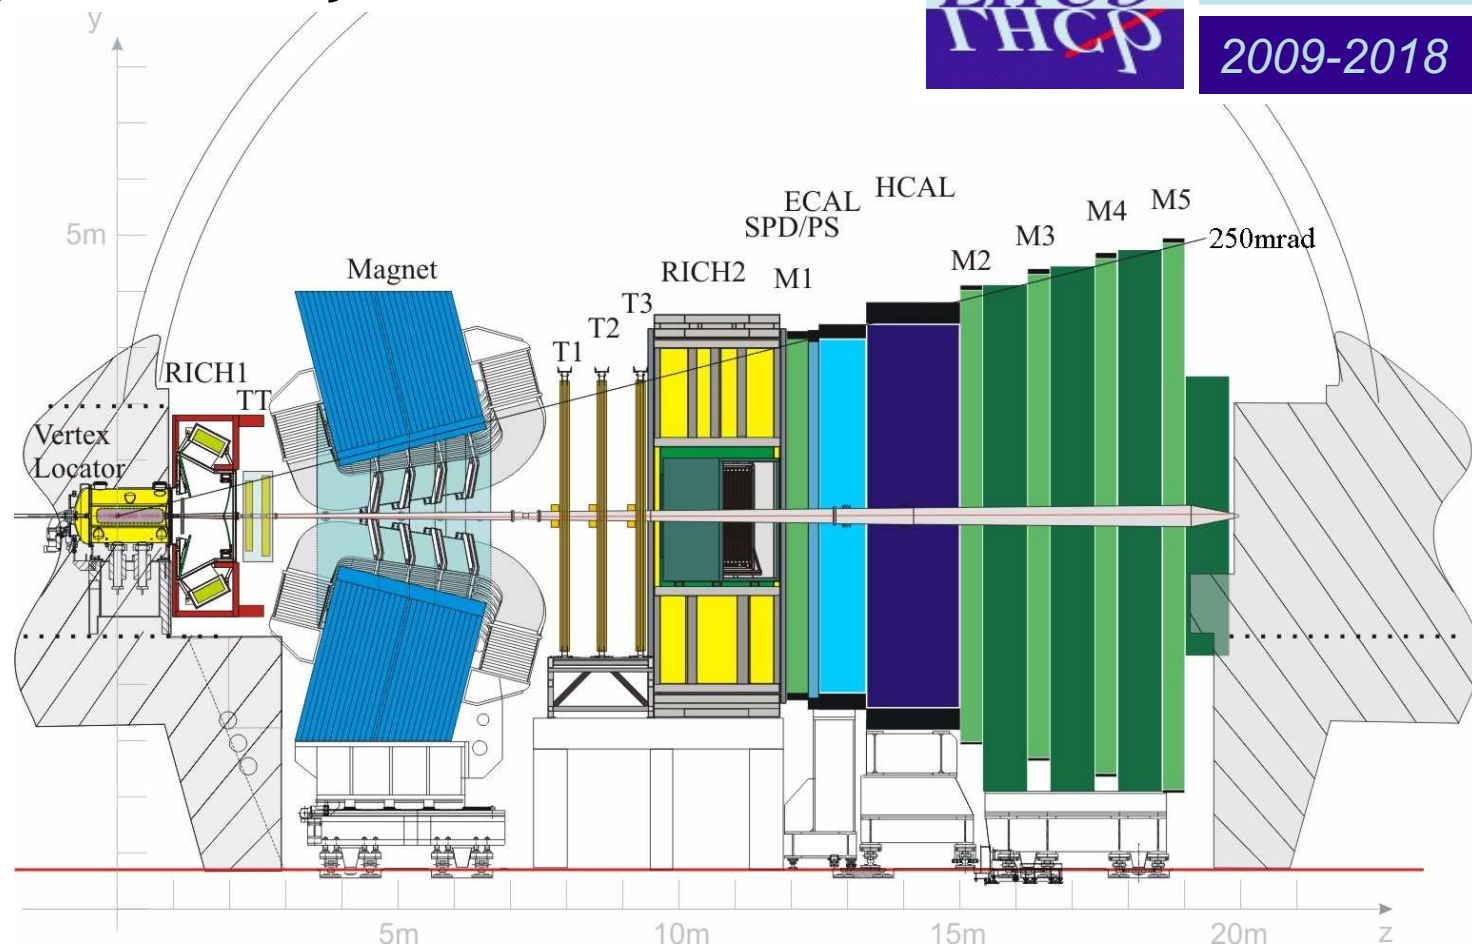 2009-2018
y
5m
Magnet
RICH1
TT
Vertex
Locator
T1
T2
T3
RICH2
M1
SPD/PS
ECAL
HCAL
M2
M3
M4
M5
250mrad
5m
10m
15m
20m
z